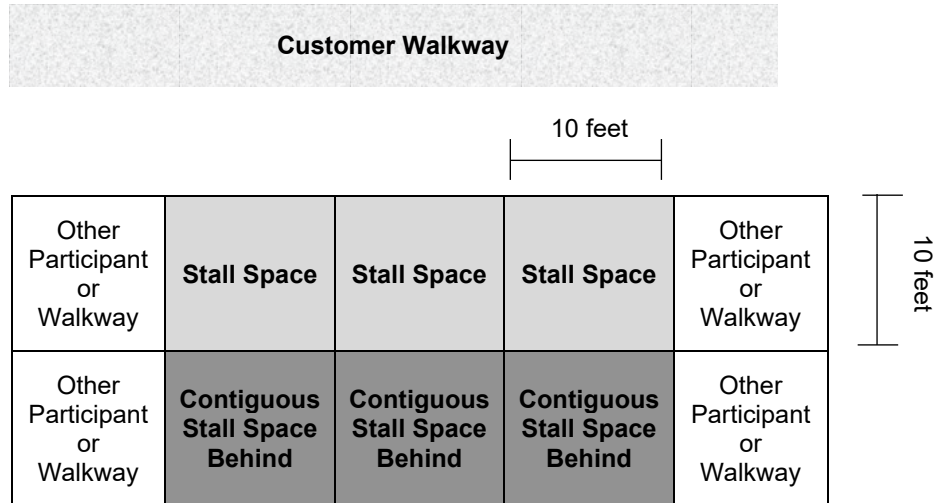 Customer Walkway
10 feet
Other
Participant
or
Walkway
Stall Space
Stall Space
Stall Space
Other
Participant
or
Walkway
10 feet
Other
Participant
or
Walkway
Contiguous
Stall Space
Behind
Contiguous
Stall Space
Behind
Contiguous
Stall Space
Behind
Other
Participant
or
Walkway